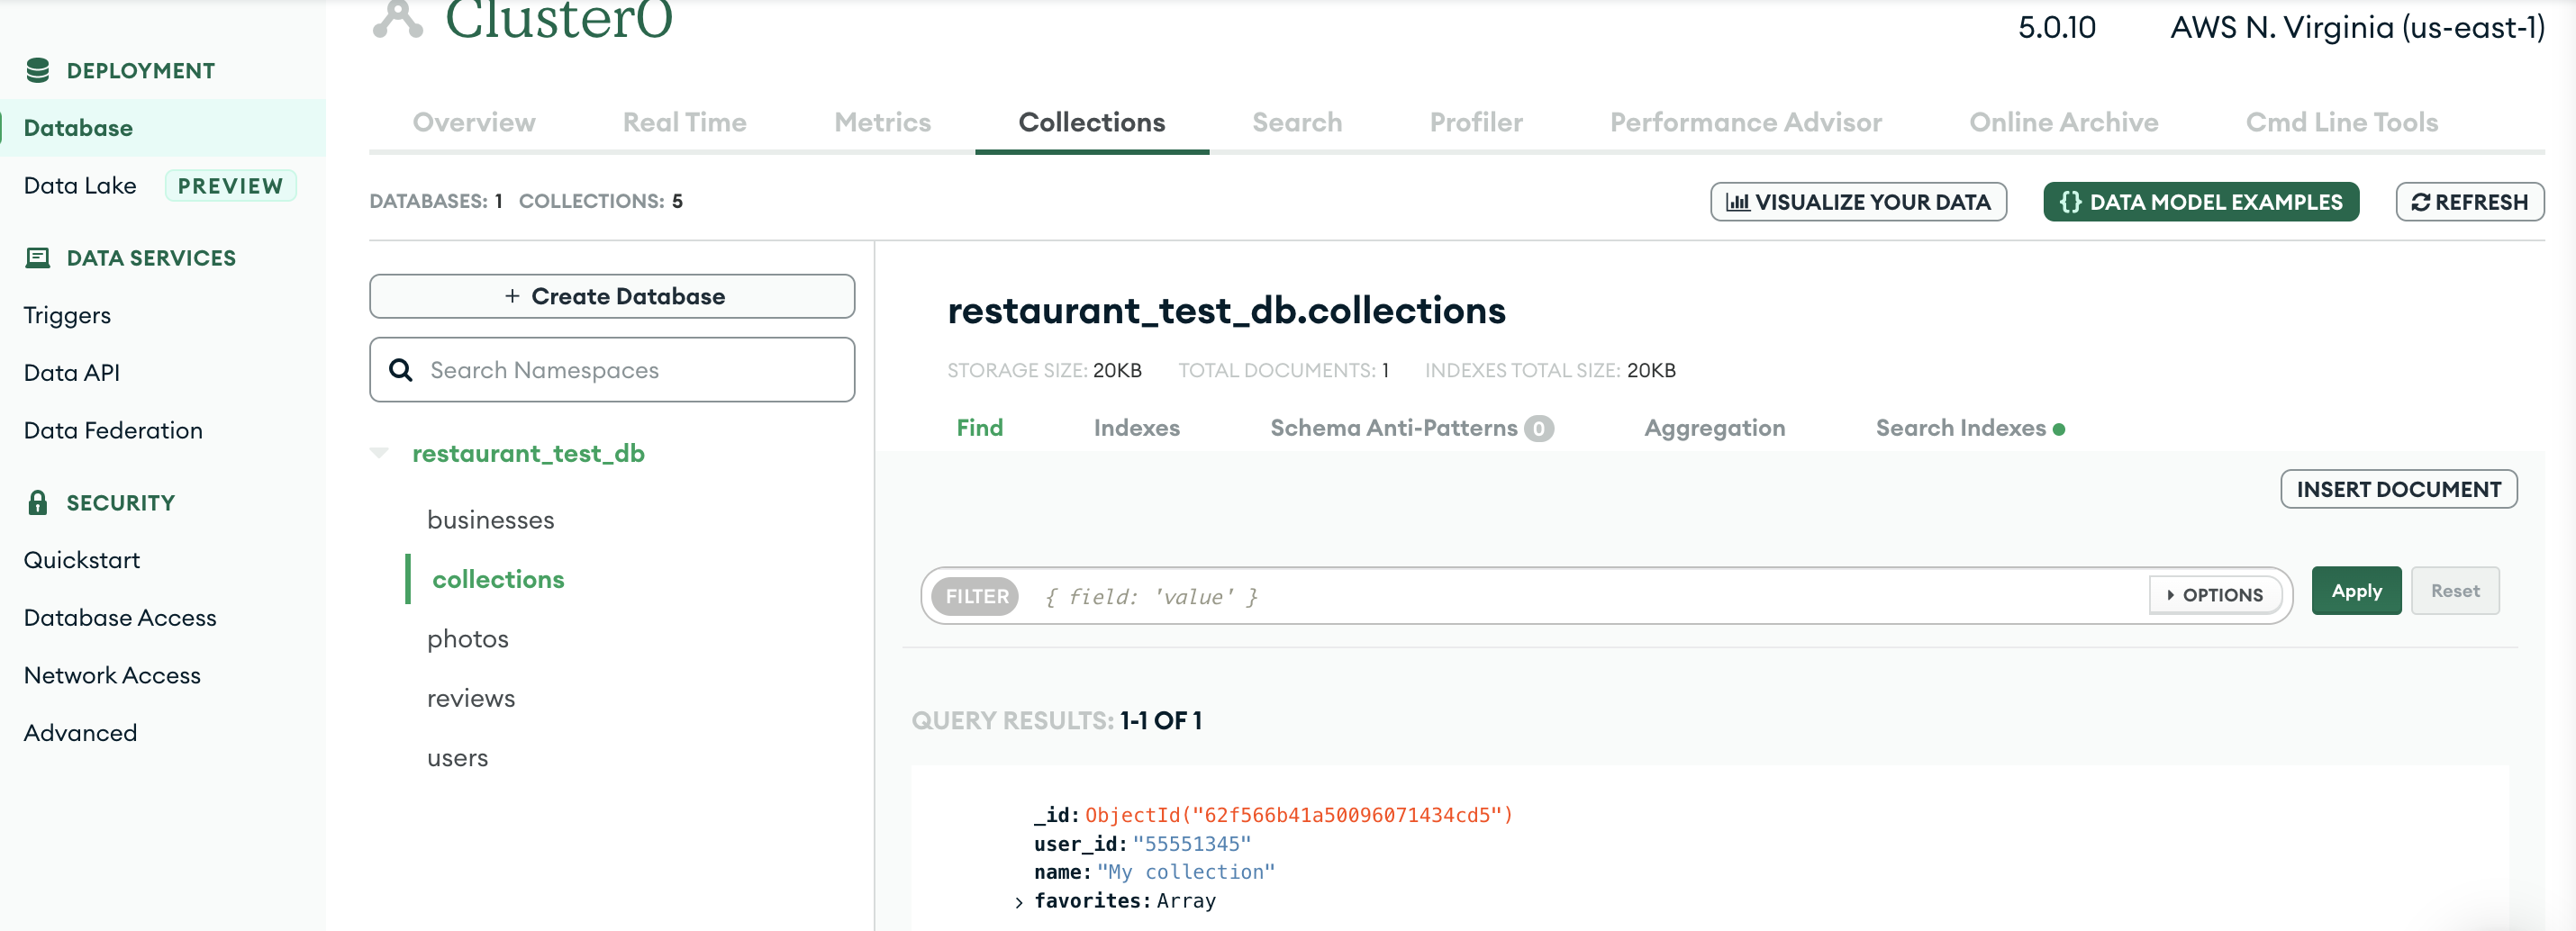 Cluster0
5.0.10
AWS N. Virginia (us-east-1)
DEPLOYMENT
Database
Data Lake PREVIEW
DATA SERVICES
Triggers
Data API
Data Federation
SECURITY
Quickstart
Database Access
Network Access
Advanced
Overview Real Time Metrics Collections Search Profiler Performance Advisor Online Archive Cmd Line Tools
DATABASES: 1 COLLECTIONS: 5
VISUALIZE YOUR DATA
{} DATA MODEL EXAMPLES
REFRESH
+ Create Database
Search Namespaces
restaurant_test_db
businesses
collections
photos
reviews
users
restaurant_test_db.collections
STORAGE SIZE: 20KB TOTAL DOCUMENTS: 1 INDEXES TOTAL SIZE: 20KB
Find Indexes Schema Anti-Patterns 0 Aggregation Search Indexes
INSERT DOCUMENT
FILTER { field: 'value' } OPTIONS Apply Reset
QUERY RESULTS: 1-1 OF 1
_id: ObjectId("62f566b41a50096071434cd5")
user_id: "55551345"
name: "My collection"
favorites: Array